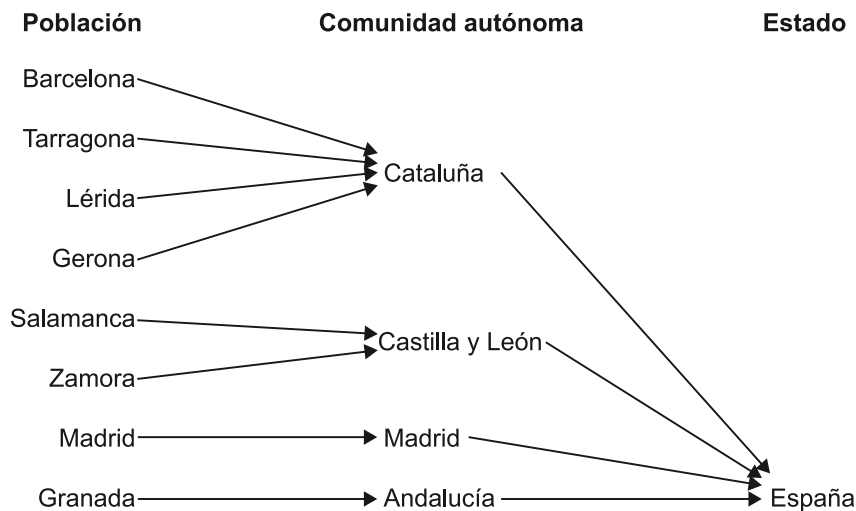 Población Comunidad autónoma Estado
Barcelona
Tarragona
Cataluña
Lérida
Gerona
Salamanca
Castilla y León
Zamora
Madrid Madrid
Granada Andalucía España